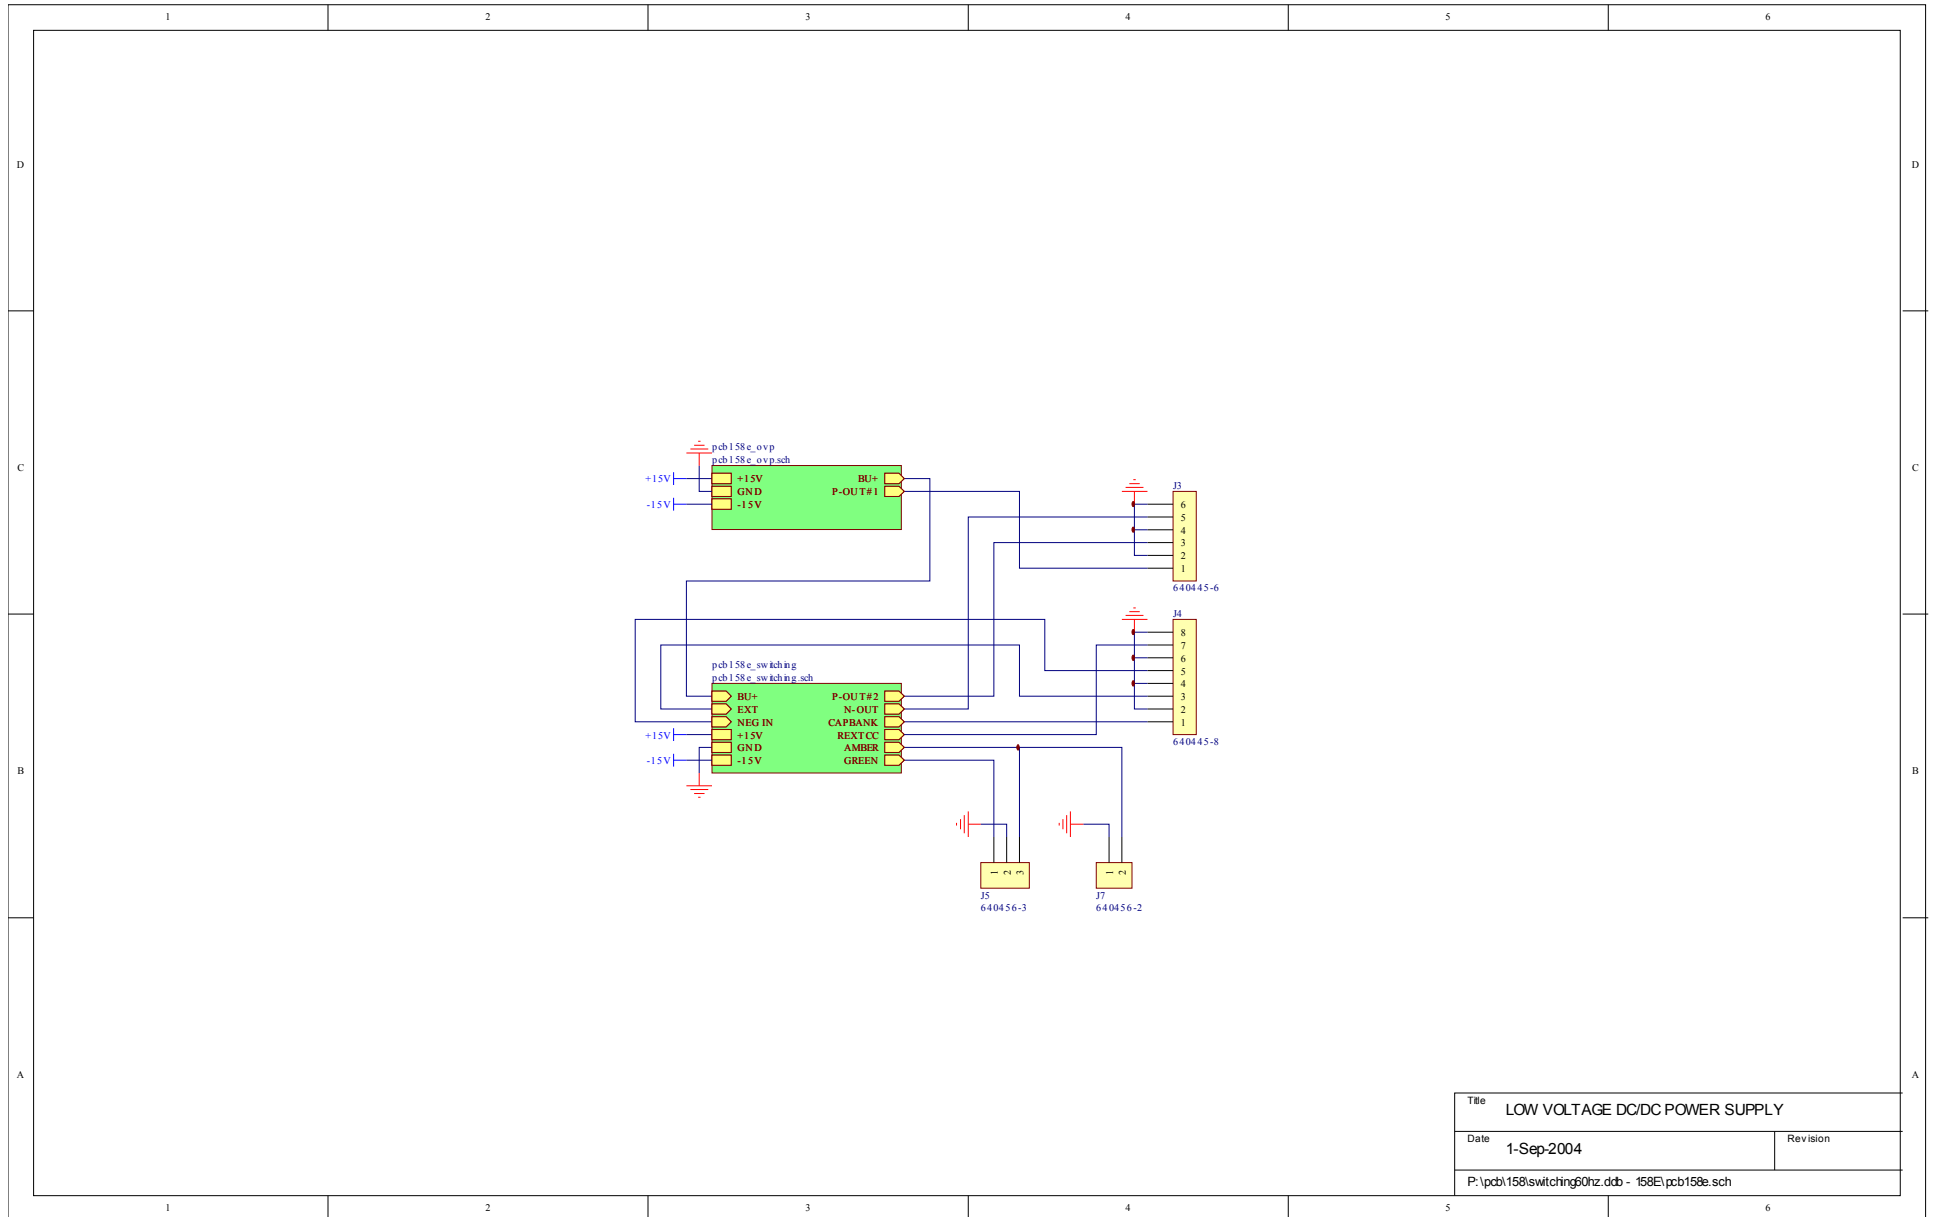 1 2 3 4 5 6
D D
C C
B B
A A
pcb158e_ovp
pcb158e_ovp.sch
+15V +15V BU+
GND P-OUT#1
-15V -15V
J3
6
5
4
3
2
1
640445-6
J4
8
7
6
5
4
3
2
1
640445-8
pcb158e_switching
pcb158e_switching.sch
BU+ P-OUT#2
EXT N-OUT
NEG IN CAPBANK
+15V +15V REXTCC
GND AMBER
-15V -15V GREEN
1 2 3
J5
640456-3
1 2
J7
640456-2
Title LOW VOLTAGE DC/DC POWER SUPPLY
Date 1-Sep-2004 Revision
P:\pcb\158\switching60hz.ddb - 158E\pcb158e.sch
1 2 3 4 5 6